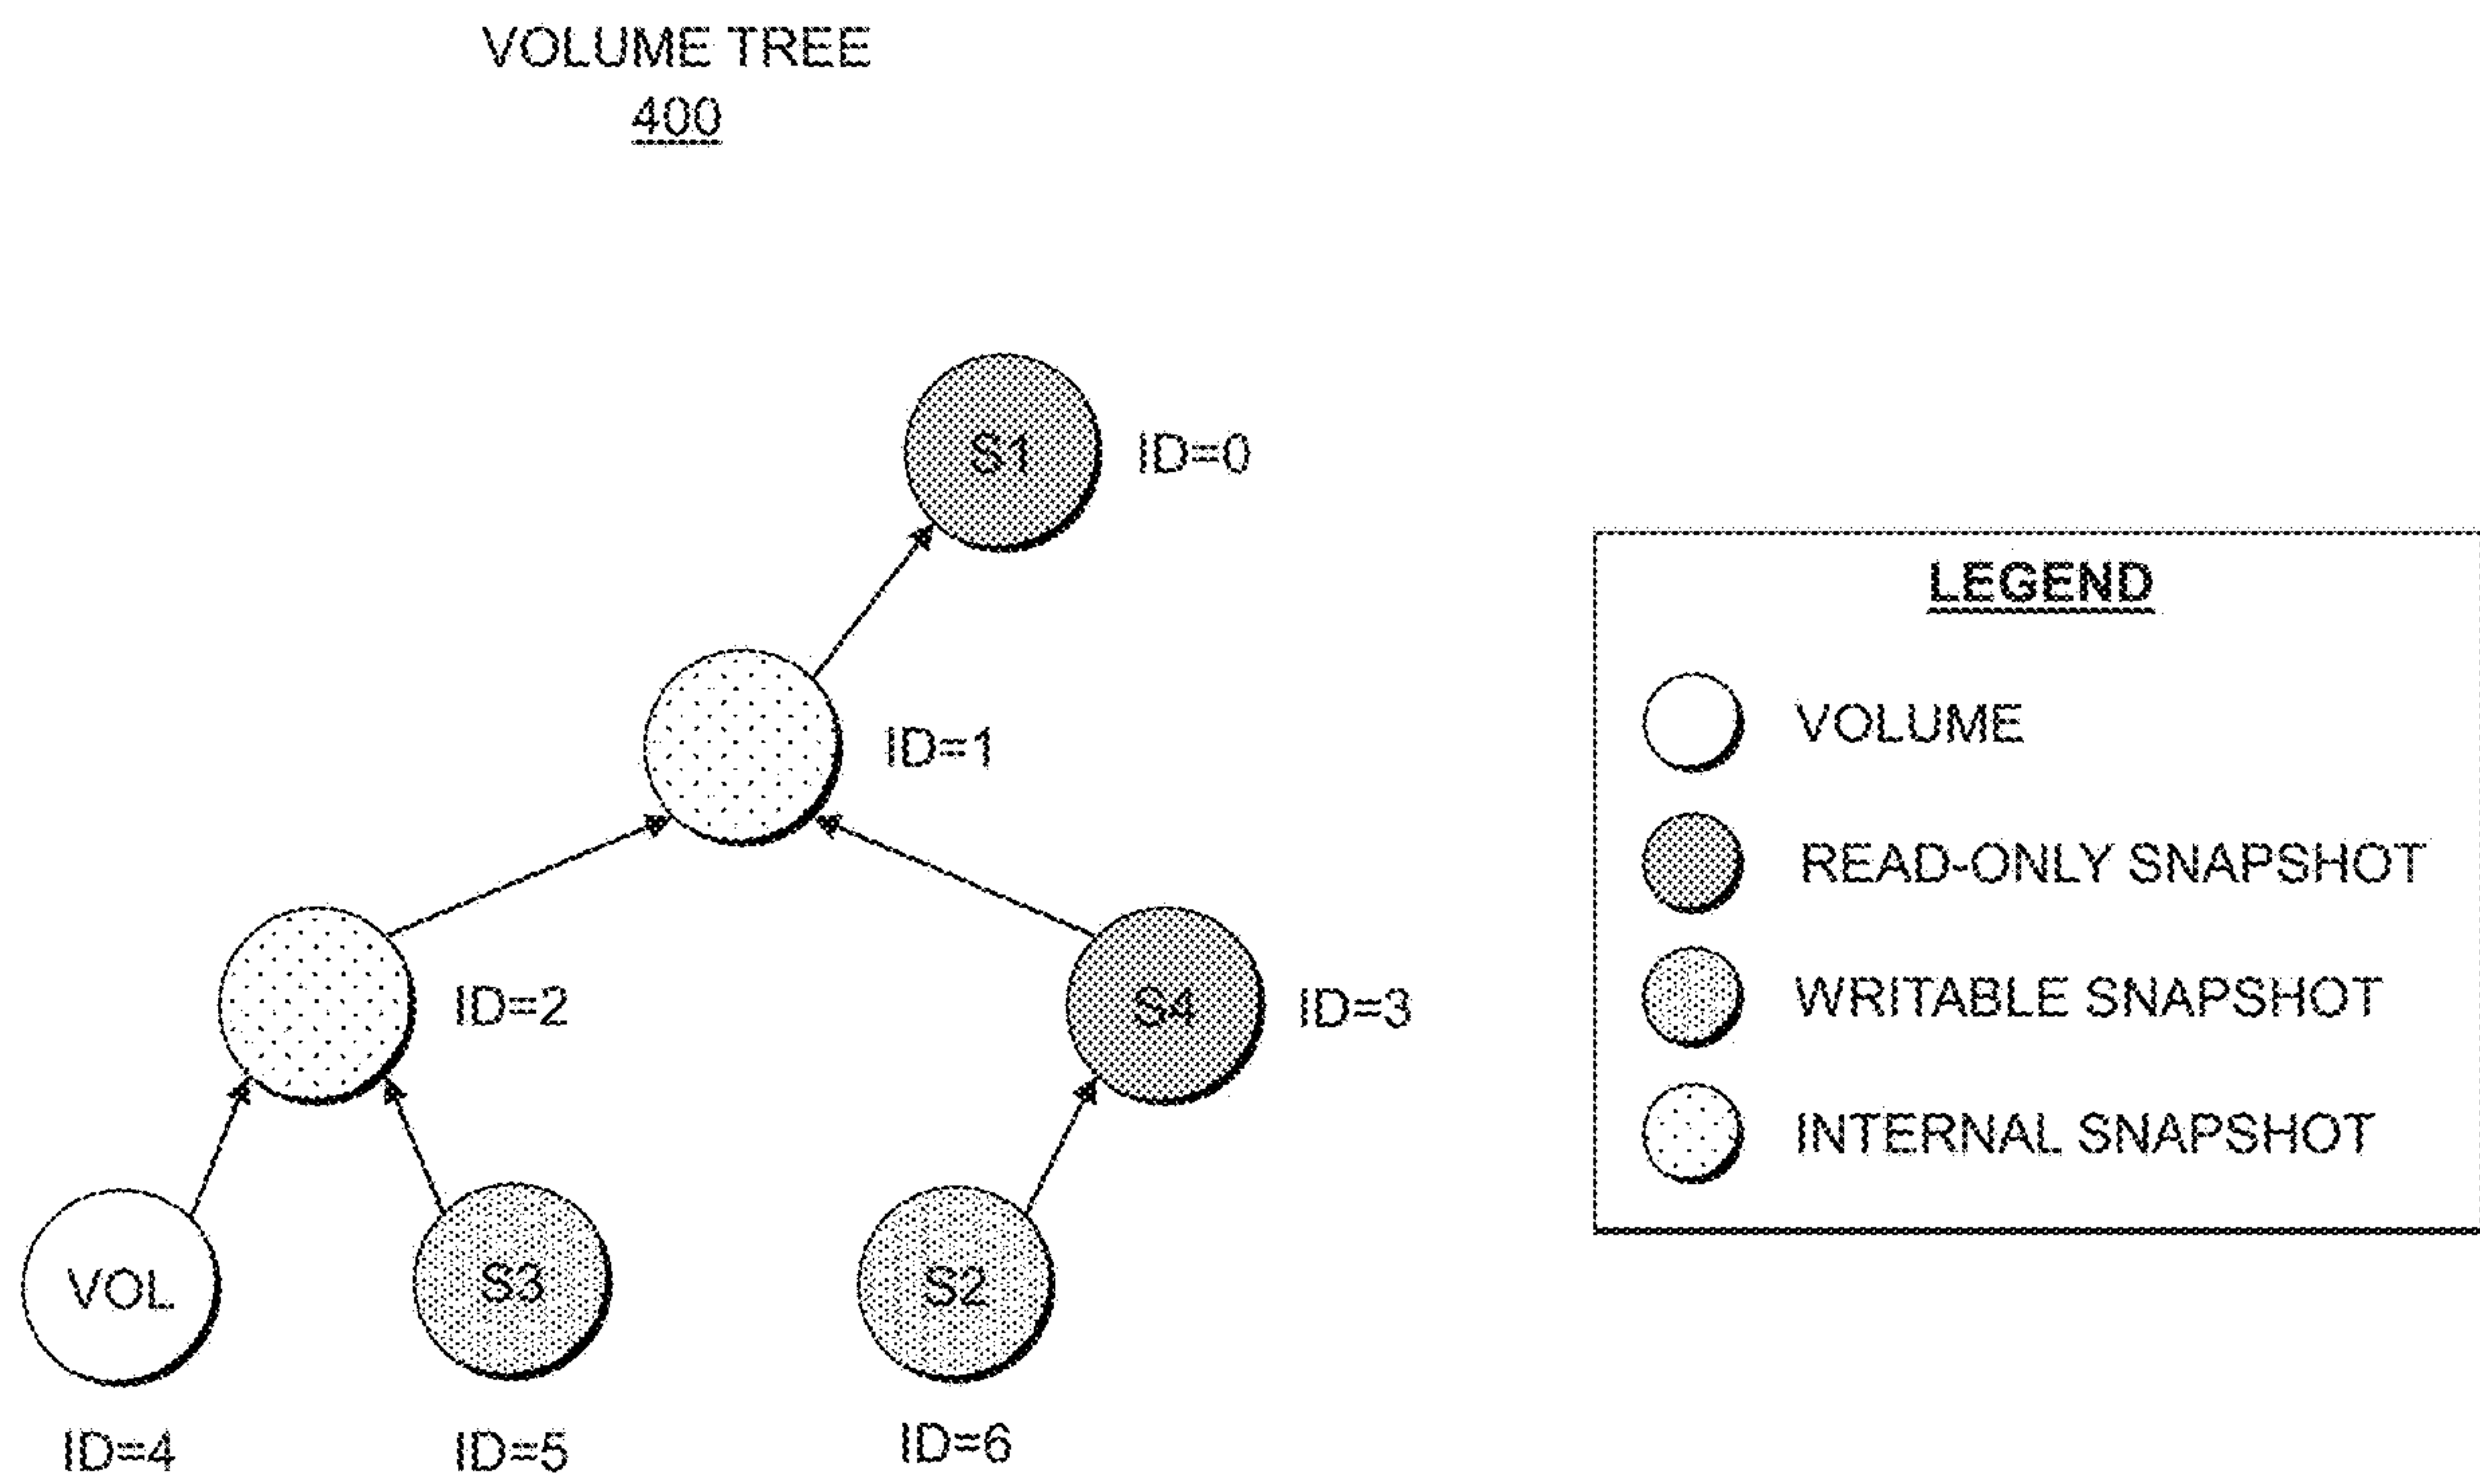 VOLUME TREE
400
S1
ID=0
ID=1
ID=2
S4
ID=3
VOL
S3
S2
ID=4
ID=5
ID=6
LEGEND
VOLUME
READ-ONLY SNAPSHOT
WRITABLE SNAPSHOT
INTERNAL SNAPSHOT